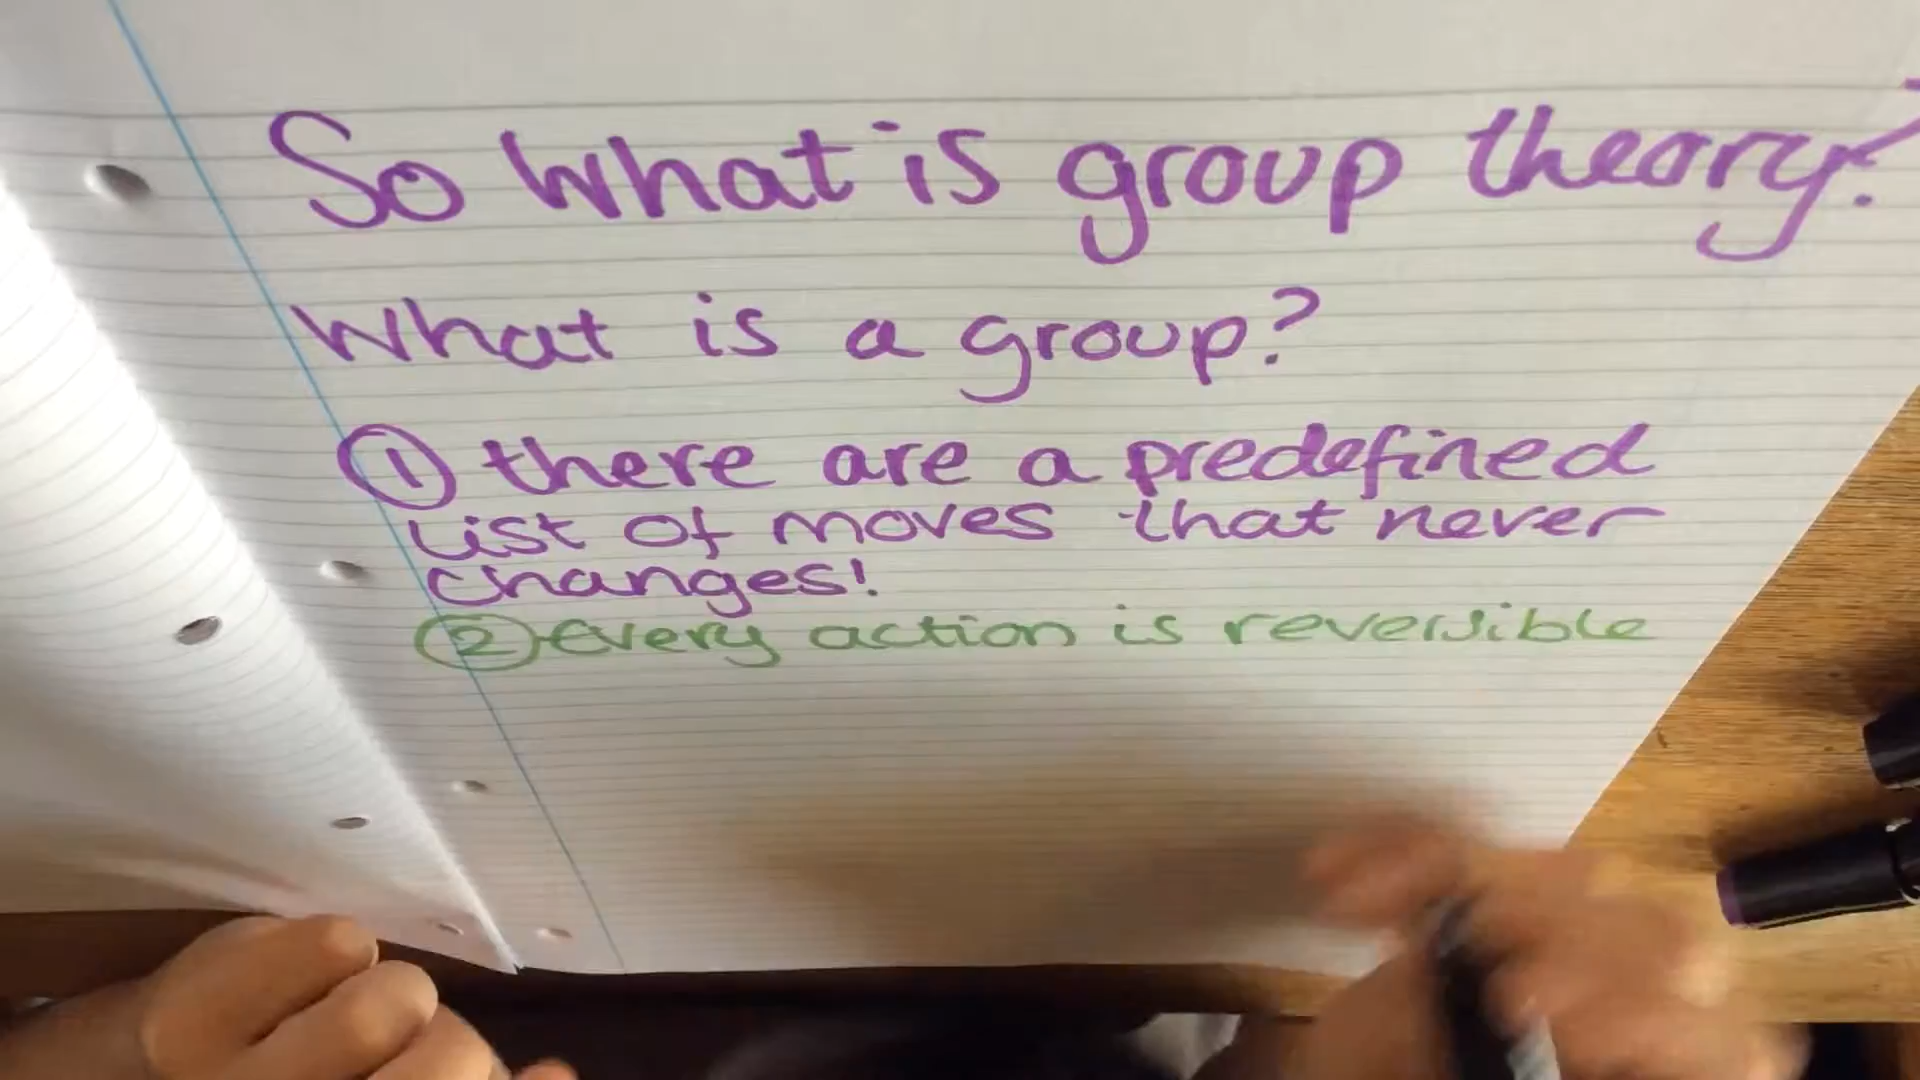 So what is group theory?
What is a group?
① there are a predefined
list of moves that never
changes!
② every action is reversible